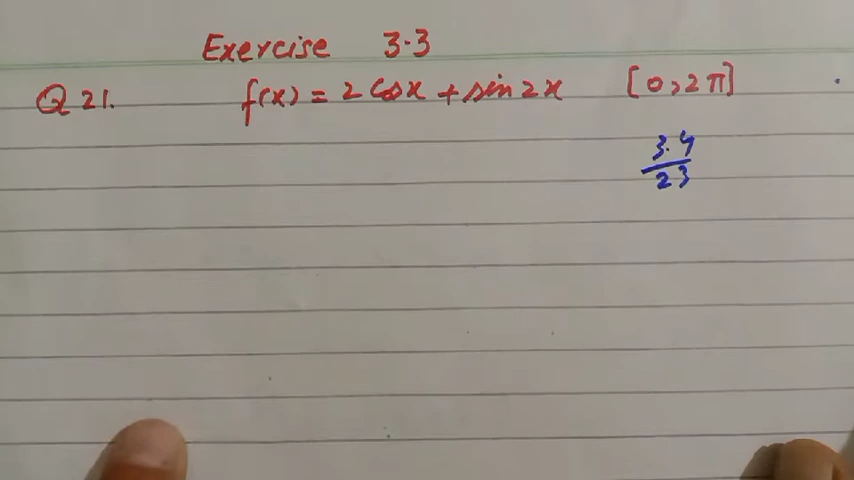 Exercise 3.3
Q 21. f(x) = 2 Cos x + sin 2x [0, 2π]
3.4
23